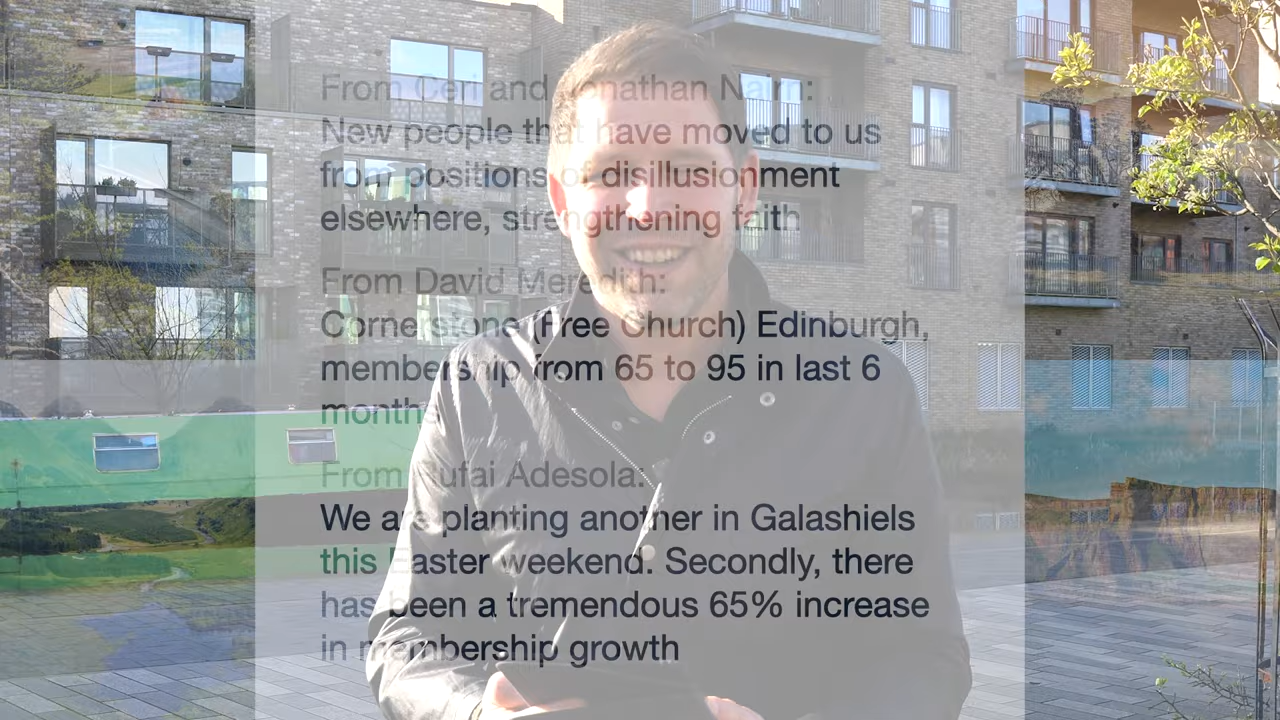 From Ceri and Jonathan Nairn:
New people that have moved to us
from positions of disillusionment
elsewhere, strengthening faith
From David Meredith:
Cornerstone (Free Church) Edinburgh,
membership from 65 to 95 in last 6
months
From Rufai Adesola:
We are planting another in Galashiels
this Easter weekend. Secondly, there
has been a tremendous 65% increase
in membership growth